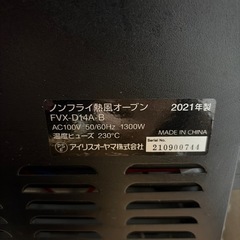 ノンフライ熱風オーブン 2021年製
FVX-D14A-B
AC100V 50/60Hz 1300W
温度ヒューズ 230℃ MADE IN CHINA
アイリスオーヤマ株式会社 210900744